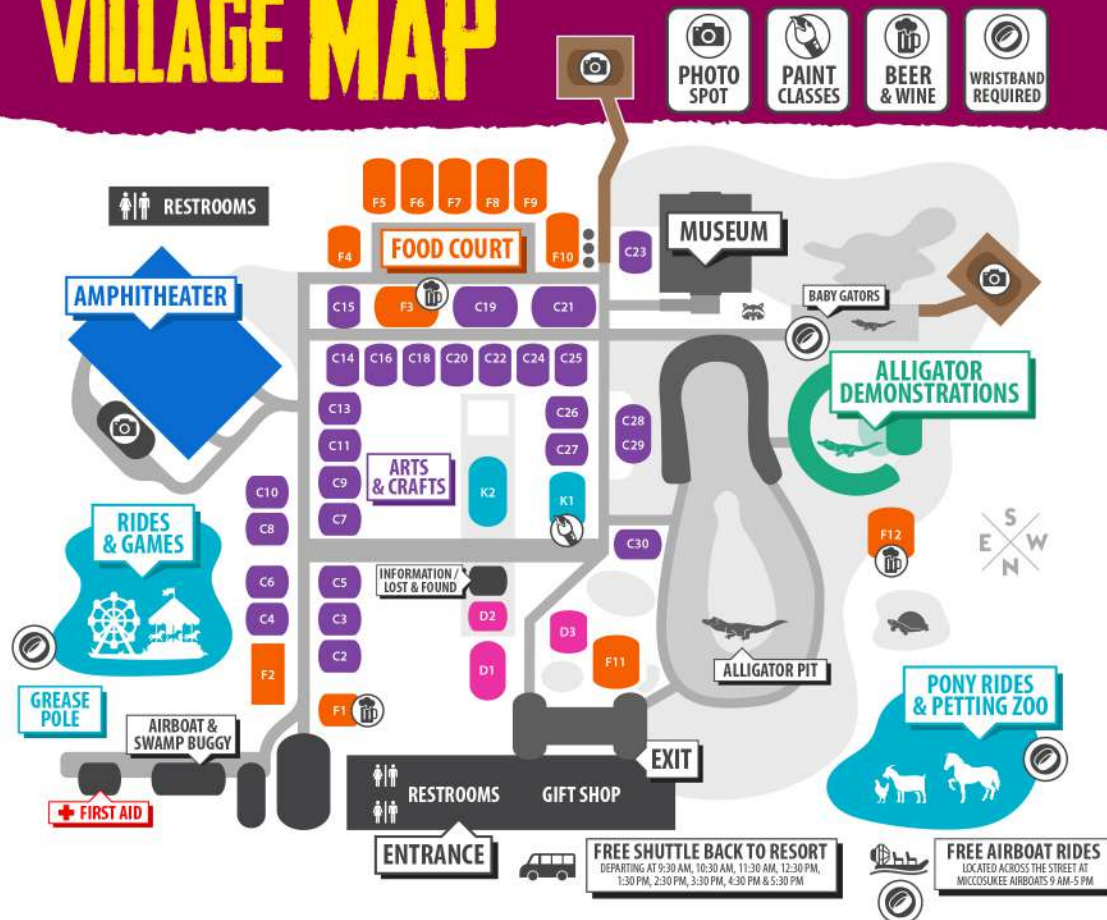 VILLAGE MAP
PHOTO
SPOT
PAINT
CLASSES
BEER
& WINE
WRISTBAND
REQUIRED
RESTROOMS
F5
F6
F7
F8
F9
F4
FOOD COURT
F10
C23
MUSEUM
AMPHITHEATER
C15
F3
C19
C21
BABY GATORS
C14
C16
C18
C20
C22
C24
C25
ALLIGATOR
DEMONSTRATIONS
C13
C26
C28
C11
C27
C29
ARTS
& CRAFTS
C10
C9
K2
K1
C8
C7
RIDES
& GAMES
C30
F12
S
E W
N
C6
C5
INFORMATION /
LOST & FOUND
C4
C3
D2
D3
C2
D1
F11
F2
ALLIGATOR PIT
F1
GREASE
POLE
AIRBOAT &
SWAMP BUGGY
PONY RIDES
& PETTING ZOO
EXIT
FIRST AID
RESTROOMS
GIFT SHOP
ENTRANCE
FREE SHUTTLE BACK TO RESORT
DEPARTING AT 9:30 AM, 10:30 AM, 11:30 AM, 12:30 PM,
1:30 PM, 2:30 PM, 3:30 PM, 4:30 PM & 5:30 PM
FREE AIRBOAT RIDES
LOCATED ACROSS THE STREET AT
MICCOSUKEE AIRBOATS 9 AM-5 PM